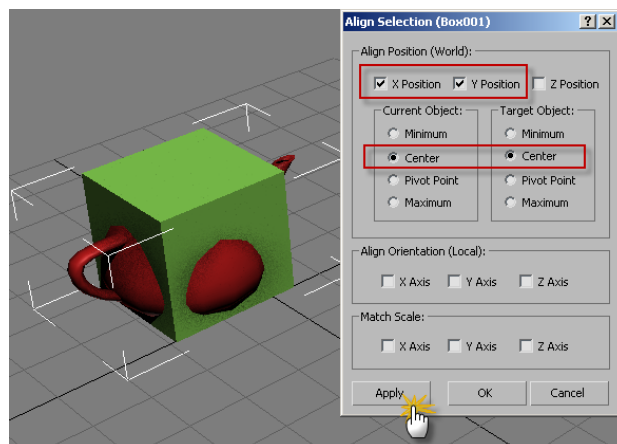 Align Selection (Box001)
Align Position (World):
X Position Y Position Z Position
Current Object: Target Object:
Minimum Minimum
Center Center
Pivot Point Pivot Point
Maximum Maximum
Align Orientation (Local):
X Axis Y Axis Z Axis
Match Scale:
X Axis Y Axis Z Axis
Apply OK Cancel